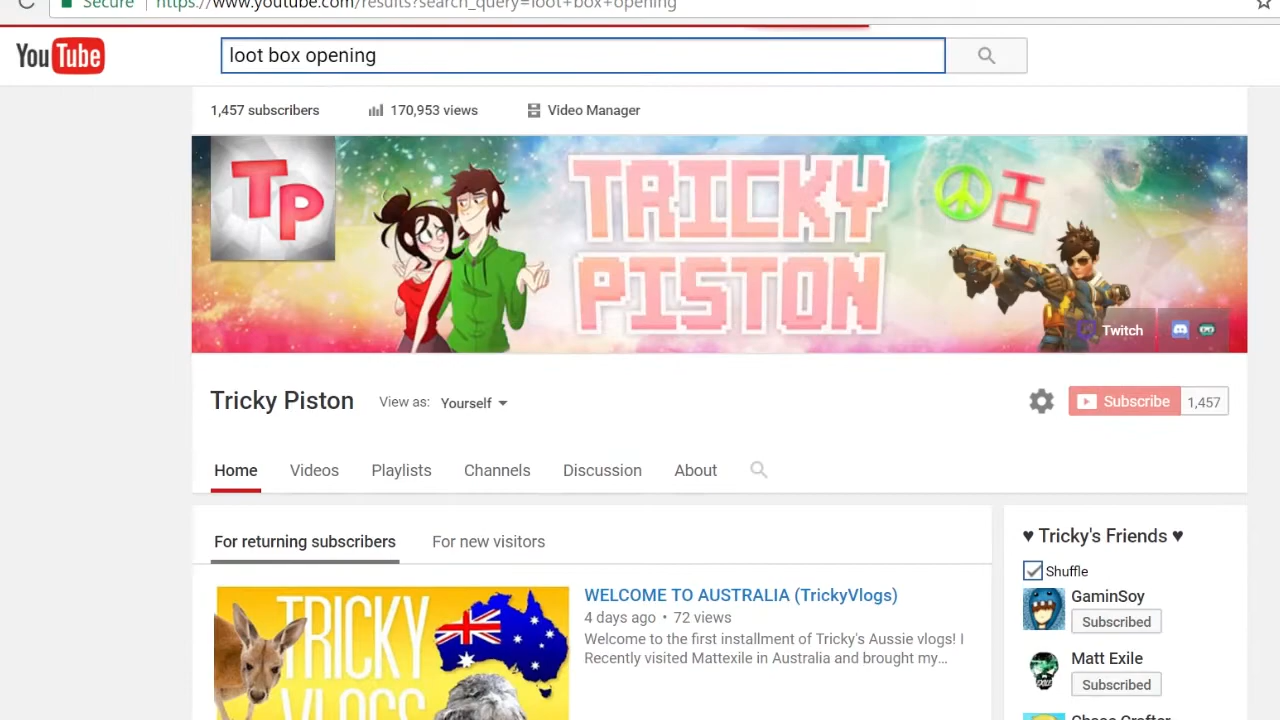 Secure https://www.youtube.com/results?search_query=loot+box+opening
YouTube
loot box opening
1,457 subscribers 170,953 views Video Manager
TP
TRICKY
PISTON
Twitch
Tricky Piston View as: Yourself
Subscribe 1,457
Home Videos Playlists Channels Discussion About
For returning subscribers For new visitors
TRICKY
VLOGS
WELCOME TO AUSTRALIA (TrickyVlogs)
4 days ago • 72 views
Welcome to the first installment of Tricky's Aussie vlogs! I
Recently visited Mattexile in Australia and brought my...
♥ Tricky's Friends ♥
Shuffle
GaminSoy
Subscribed
Matt Exile
Subscribed
Chase Crafter